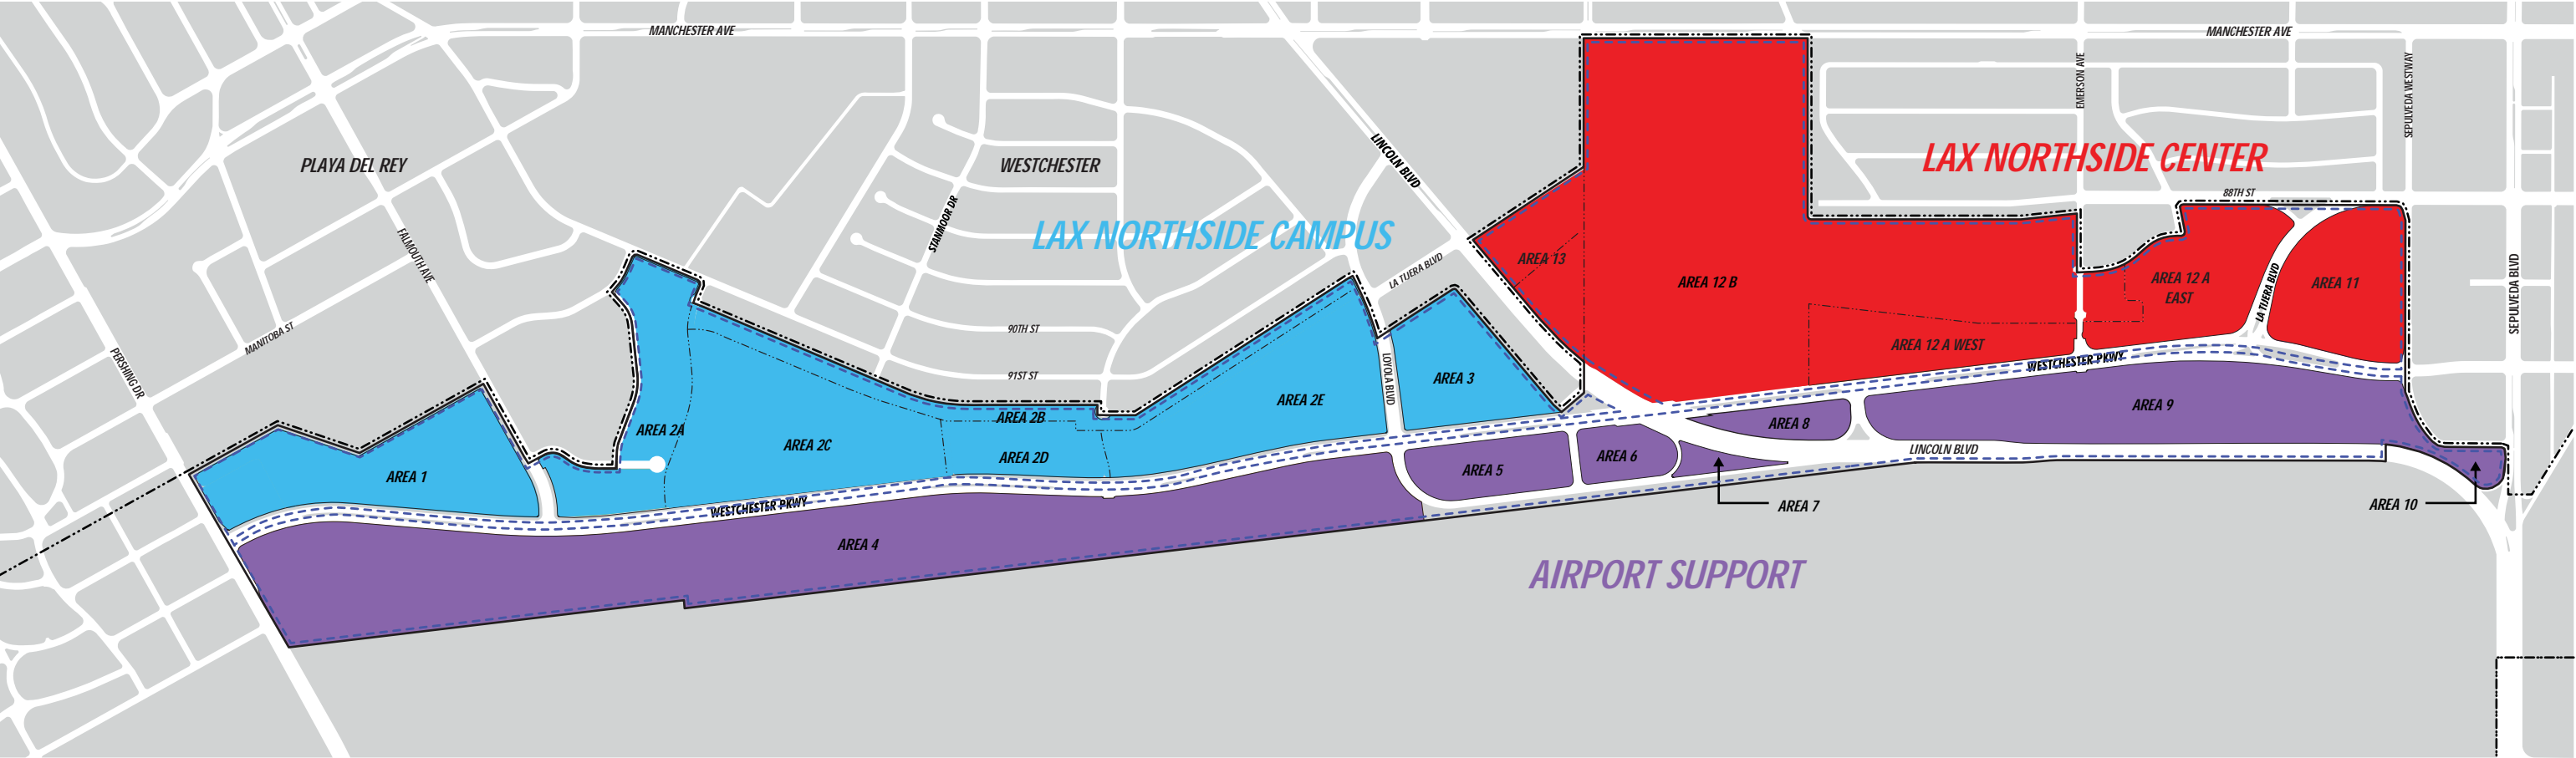 MANCHESTER AVE
MANCHESTER AVE
EMERSON AVE
SEPULVEDA WESTWAY
PLAYA DEL REY
WESTCHESTER
LINCOLN BLVD
LAX NORTHSIDE CENTER
88TH ST
STANMOOR DR
LAX NORTHSIDE CAMPUS
FALMOUTH AVE
LA TIJERA BLVD
AREA 13
AREA 12 B
AREA 12 A
EAST
LA TIJERA BLVD
AREA 11
SEPULVEDA BLVD
MANITOBA ST
PERSHING DR
90TH ST
91ST ST
LOYOLA BLVD
AREA 3
AREA 12 A WEST
WESTCHESTER PKWY
AREA 2E
AREA 2B
AREA 2A
AREA 2C
AREA 2D
AREA 1
AREA 8
AREA 9
LINCOLN BLVD
AREA 5
AREA 6
AREA 7
AREA 10
WESTCHESTER PKWY
AREA 4
AIRPORT SUPPORT